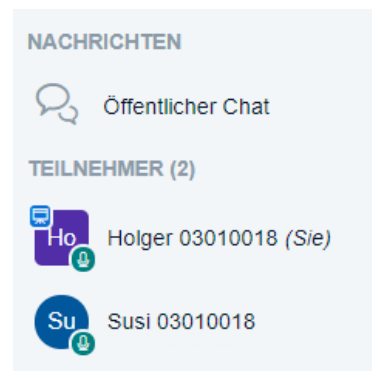 NACHRICHTEN
Öffentlicher Chat
TEILNEHMER (2)
Ho Holger 03010018 (Sie)
Su Susi 03010018